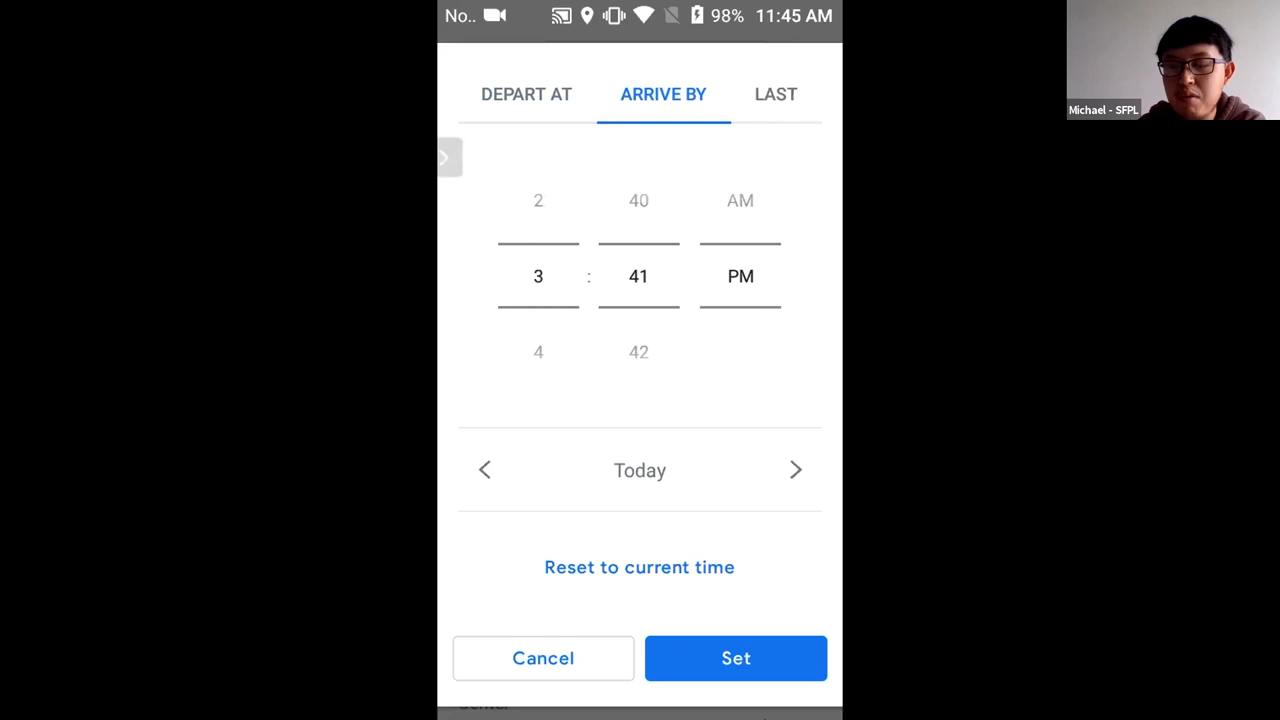 No.. 98% 11:45 AM
Michael - SFPL
DEPART AT ARRIVE BY LAST
2 40 AM
3 : 41 PM
4 42
Today
Reset to current time
Cancel Set